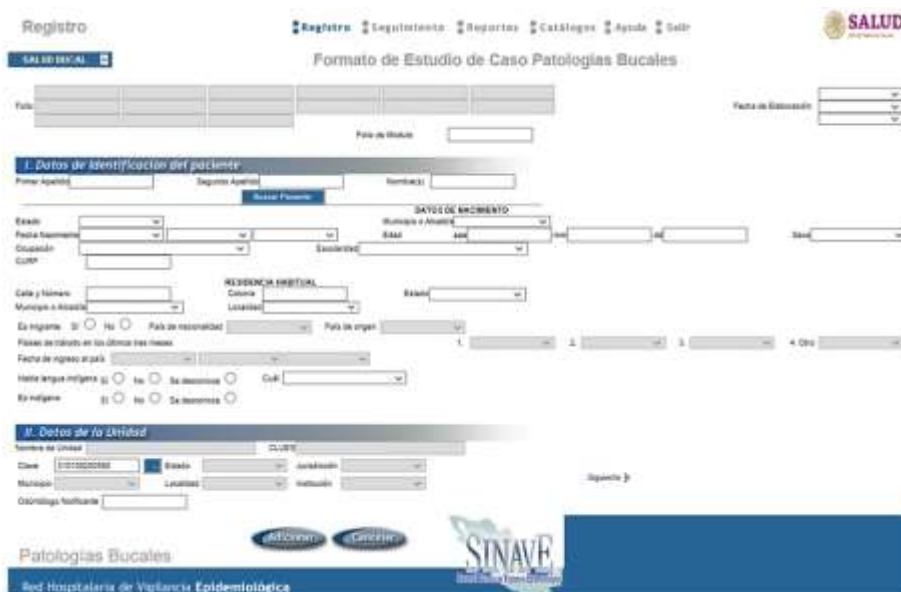 Registro
Registro Seguimiento Reportes Catálogos Ayuda Salir
SALUD
SALUD BUCAL
Formato de Estudio de Caso Patologías Bucales
Folio
Fecha de Elaboración
Folio de Módulo
I. Datos de Identificación del paciente
Primer Apellido Segundo Apellido Nombre(s)
Buscar Paciente
DATOS DE NACIMIENTO
Estado Municipio o Alcaldía
Fecha Nacimiento Edad Sexo
Ocupación Escolaridad
CURP
RESIDENCIA HABITUAL
Calle y Número Colonia Estado
Municipio o Alcaldía Localidad
Es migrante Si No País de nacionalidad País de origen
Países de tránsito en los últimos tres meses 1. 2. 3. 4. Otro
Fecha de ingreso al país
Habla lengua indígena Si No Se desconoce Cuál
Es indígena Si No Se desconoce
II. Datos de la Unidad
Nombre de Unidad CLUES
Clave Estado Jurisdicción
Municipio Localidad Institución
Siguiente
Odontólogo Notificante
Adicionar Cancelar
Patologías Bucales
SINAVE
Red Hospitalaria de Vigilancia Epidemiológica